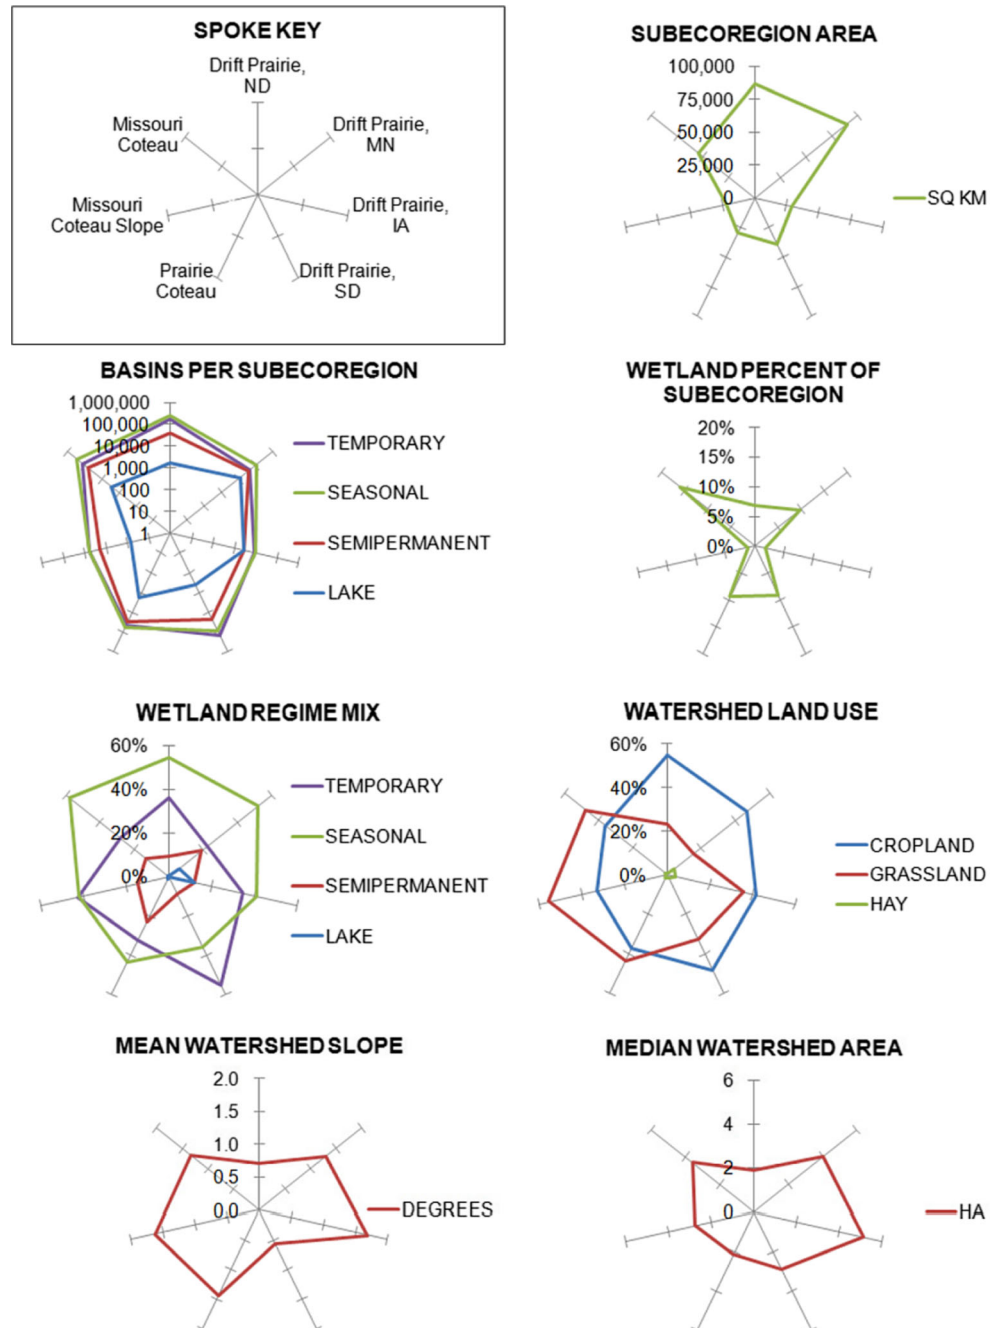 SPOKE KEY
Drift Prairie,
ND
Missouri
Coteau
Drift Prairie,
MN
Missouri
Coteau Slope
Drift Prairie,
IA
Prairie
Coteau
Drift Prairie,
SD
SUBECOREGION AREA
100,000
75,000
50,000
25,000
0
SQ KM
BASINS PER SUBECOREGION
1,000,000
100,000
10,000
1,000
100
10
1
TEMPORARY
SEASONAL
SEMIPERMANENT
LAKE
WETLAND PERCENT OF
SUBECOREGION
20%
15%
10%
5%
0%
WETLAND REGIME MIX
60%
40%
20%
0%
TEMPORARY
SEASONAL
SEMIPERMANENT
LAKE
WATERSHED LAND USE
60%
40%
20%
0%
CROPLAND
GRASSLAND
HAY
MEAN WATERSHED SLOPE
2.0
1.5
1.0
0.5
0.0
DEGREES
MEDIAN WATERSHED AREA
6
4
2
0
HA